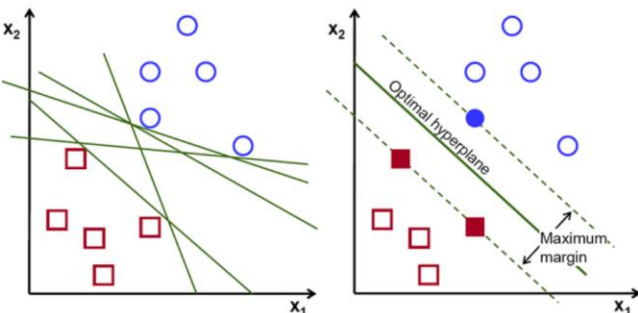 x₂
x₁
x₂
Optimal hyperplane
Maximum
margin
x₁